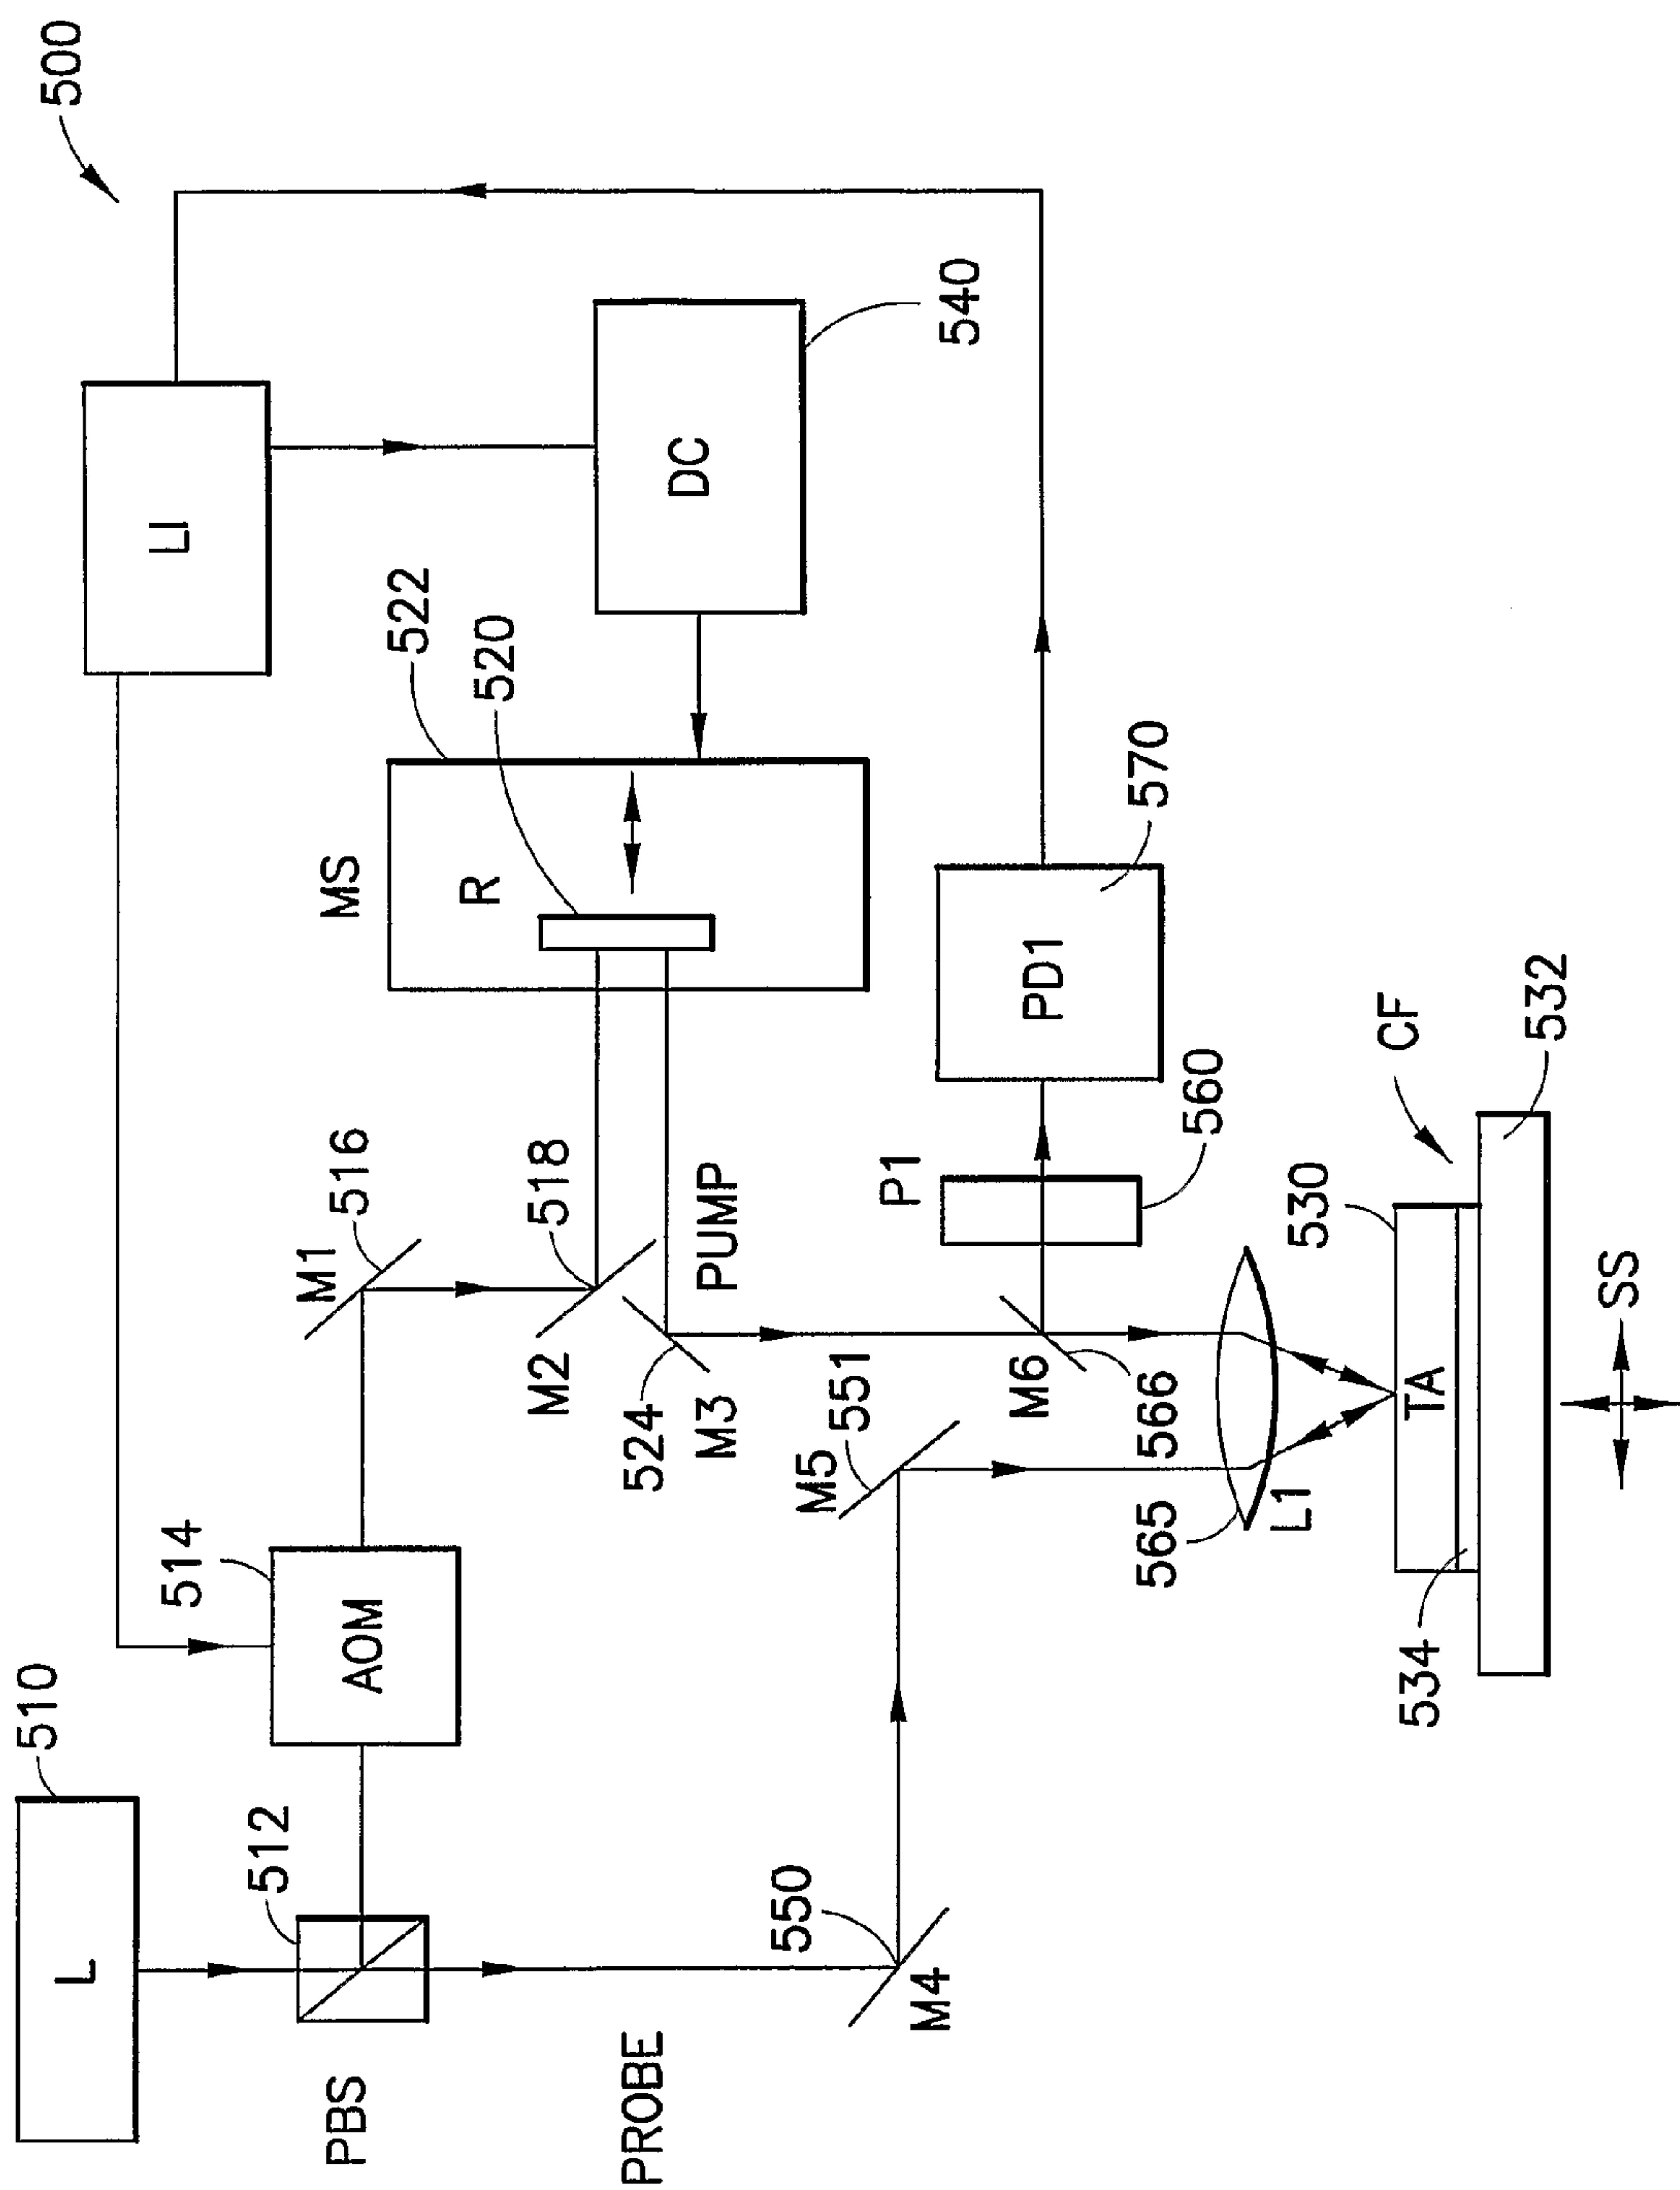 500
510
L
512
PBS
514
AOM
LI
M1
516
M2
518
MS
522
520
R
DC
540
524
M3
PUMP
PROBE
550
M4
M5
551
M6
566
P1
560
PD1
570
565
L1
530
TA
CF
534
532
SS